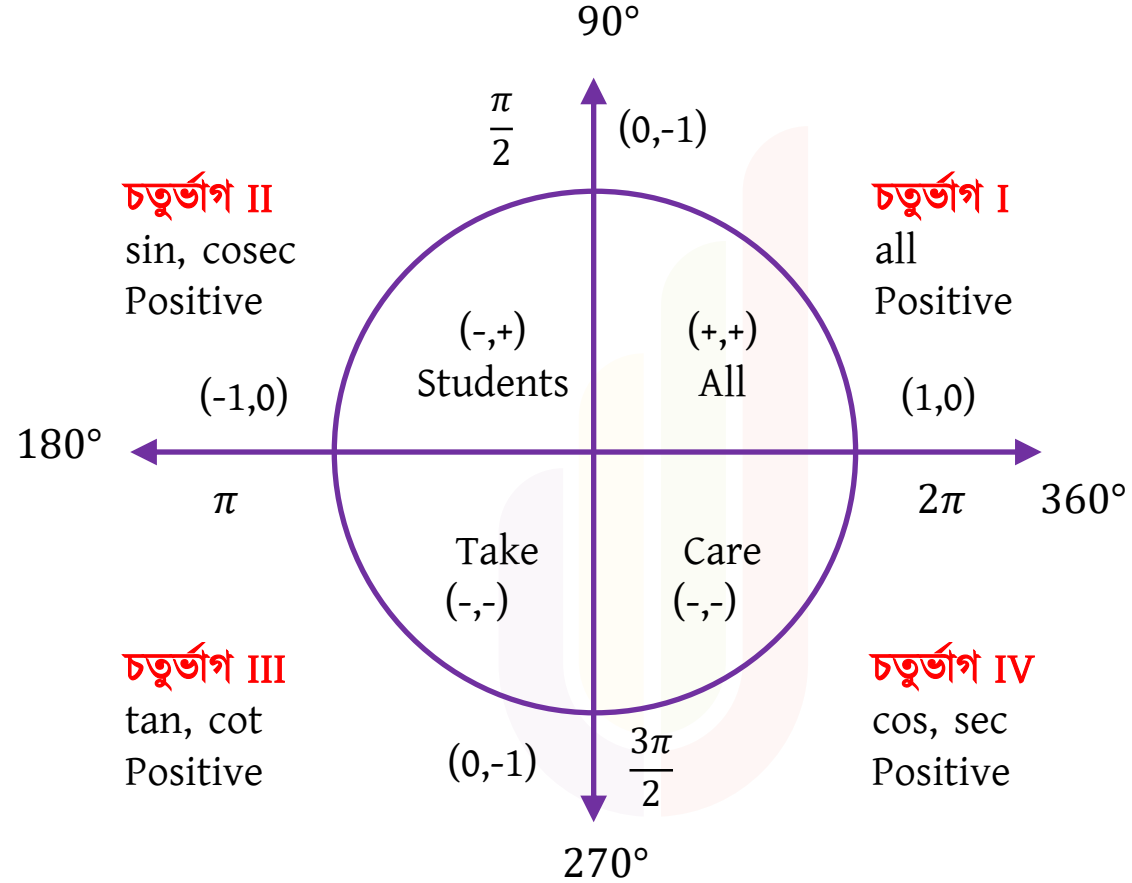 90°
π/2
(0,-1)
চতুর্ভাগ II
sin, cosec
Positive
চতুর্ভাগ I
all
Positive
(-,+)
Students
(+,+)
All
(-1,0)
(1,0)
180°
π
2π
360°
Take
(-,-)
Care
(-,-)
চতুর্ভাগ III
tan, cot
Positive
চতুর্ভাগ IV
cos, sec
Positive
(0,-1)
3π/2
270°